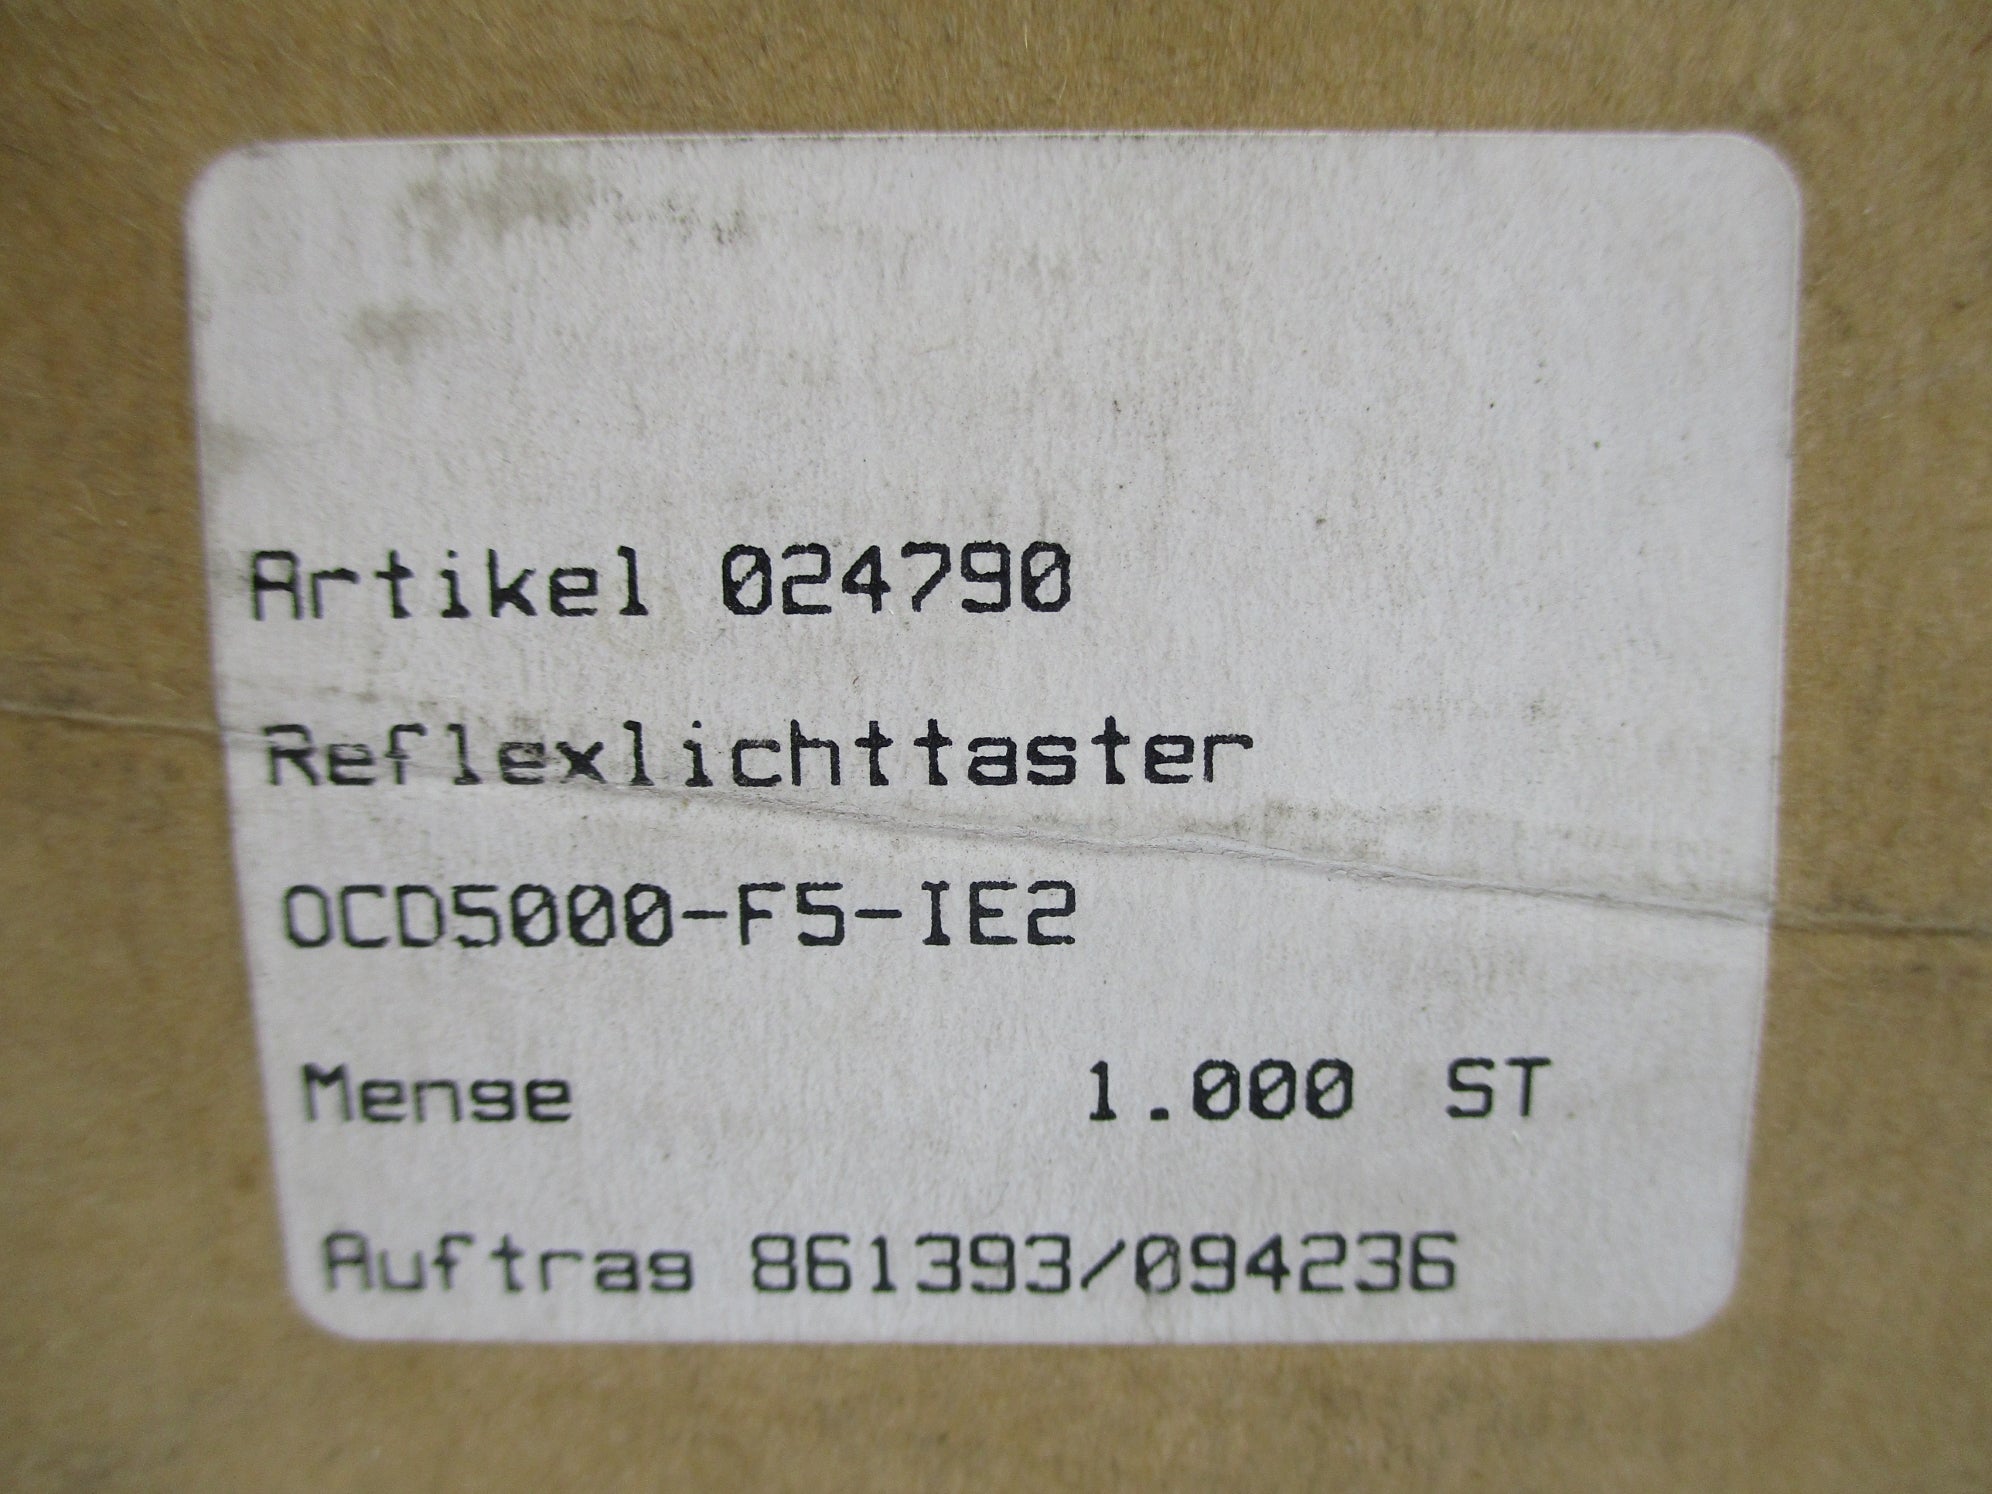 Artikel 024790
Reflexlichttaster
OCD5000-F5-IE2
Menge 1.000 ST
Auftrag 861393/094236